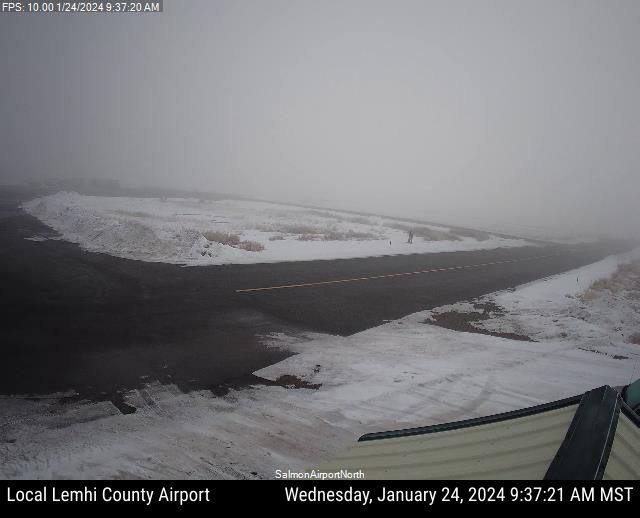 FPS: 10.00 1/24/2024 9:37:20 AM
SalmonAirportNorth
Local Lemhi County Airport Wednesday, January 24, 2024 9:37:21 AM MST